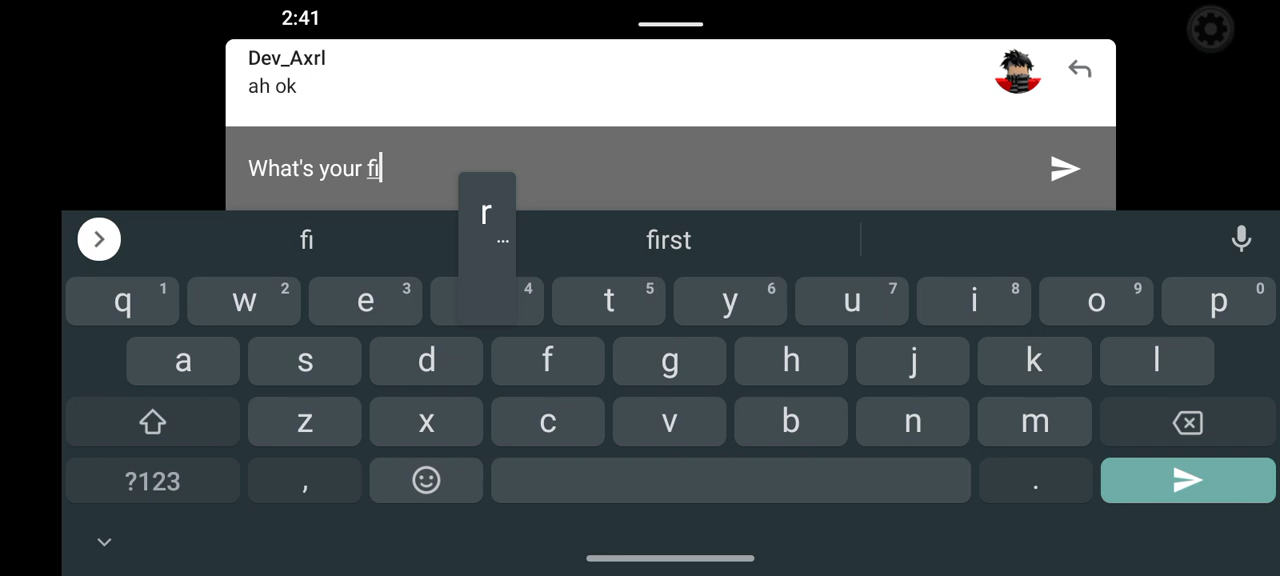 2:41
Dev_Axrl
ah ok
What's your fi
r
...
fi first
q 1 w 2 e 3 4 t 5 y 6 u 7 i 8 o 9 p 0
a s d f g h j k l
z x c v b n m
?123 , .